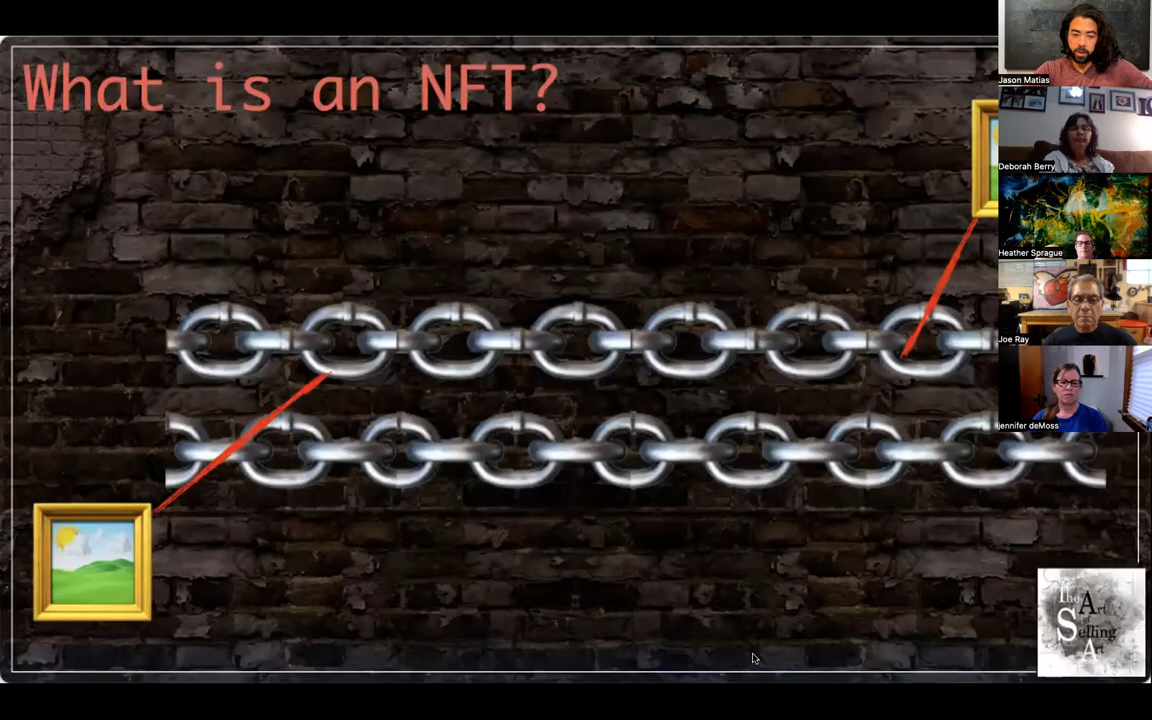 What is an NFT?
Jason Matias
Deborah Berry
Heather Sprague
Joe Ray
jennifer deMoss
The Art
of
Selling
Art